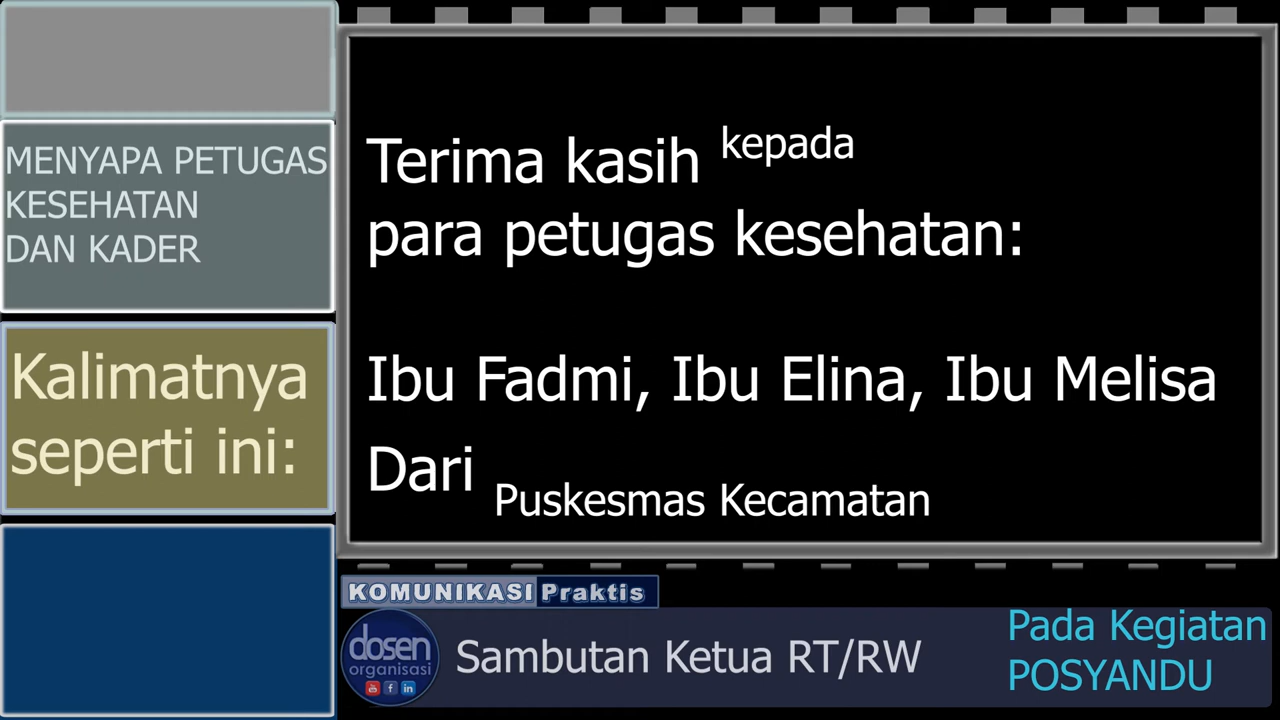 MENYAPA PETUGAS
KESEHATAN
DAN KADER
Kalimatnya
seperti ini:
Terima kasih kepada
para petugas kesehatan:
Ibu Fadmi, Ibu Elina, Ibu Melisa
Dari Puskesmas Kecamatan
KOMUNIKASI Praktis
dosen
organisasi
Sambutan Ketua RT/RW
Pada Kegiatan
POSYANDU